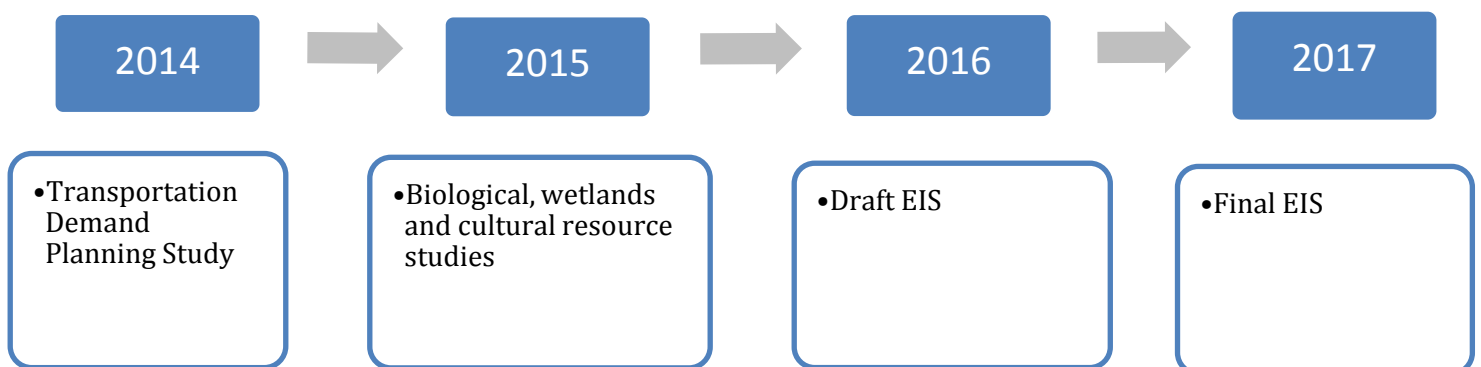 2014
2015
2016
2017
•Transportation
Demand
Planning Study
•Biological, wetlands
and cultural resource
studies
•Draft EIS
•Final EIS